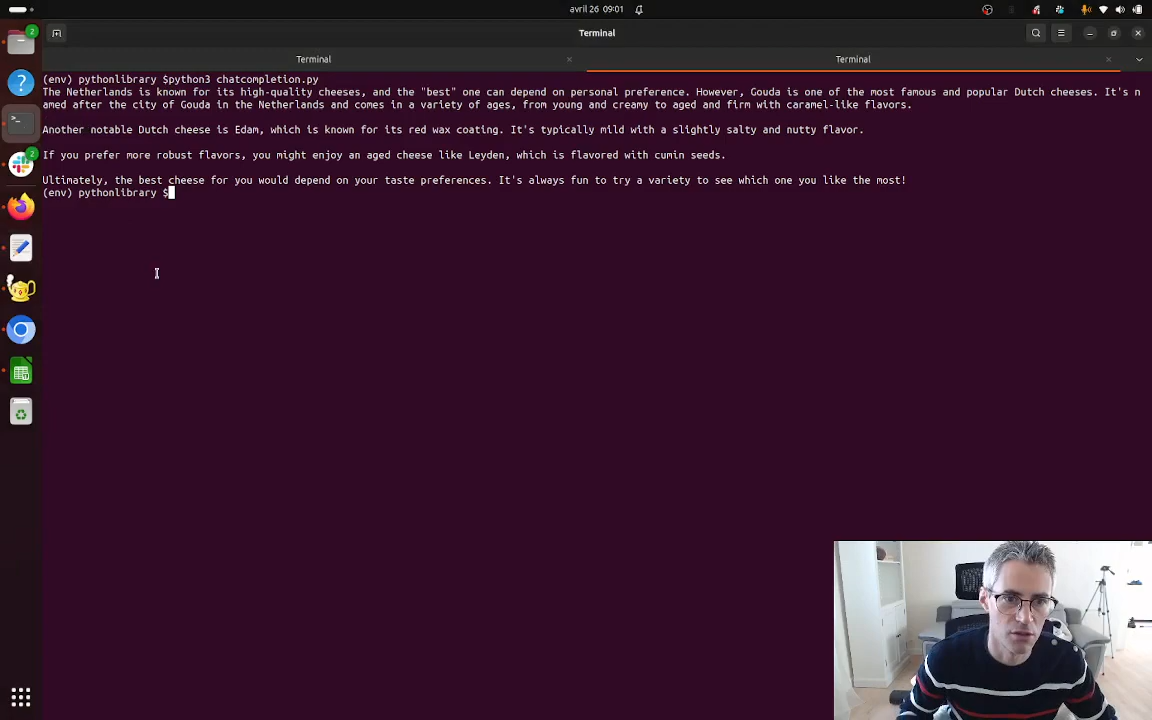 avril 26 09:01
Terminal
Terminal
Terminal
2
(env) pythonlibrary $python3 chatcompletion.py
The Netherlands is known for its high-quality cheeses, and the "best" one can depend on personal preference. However, Gouda is one of the most famous and popular Dutch cheeses. It's n
amed after the city of Gouda in the Netherlands and comes in a variety of ages, from young and creamy to aged and firm with caramel-like flavors.
Another notable Dutch cheese is Edam, which is known for its red wax coating. It's typically mild with a slightly salty and nutty flavor.
If you prefer more robust flavors, you might enjoy an aged cheese like Leyden, which is flavored with cumin seeds.
2
Ultimately, the best cheese for you would depend on your taste preferences. It's always fun to try a variety to see which one you like the most!
(env) pythonlibrary $